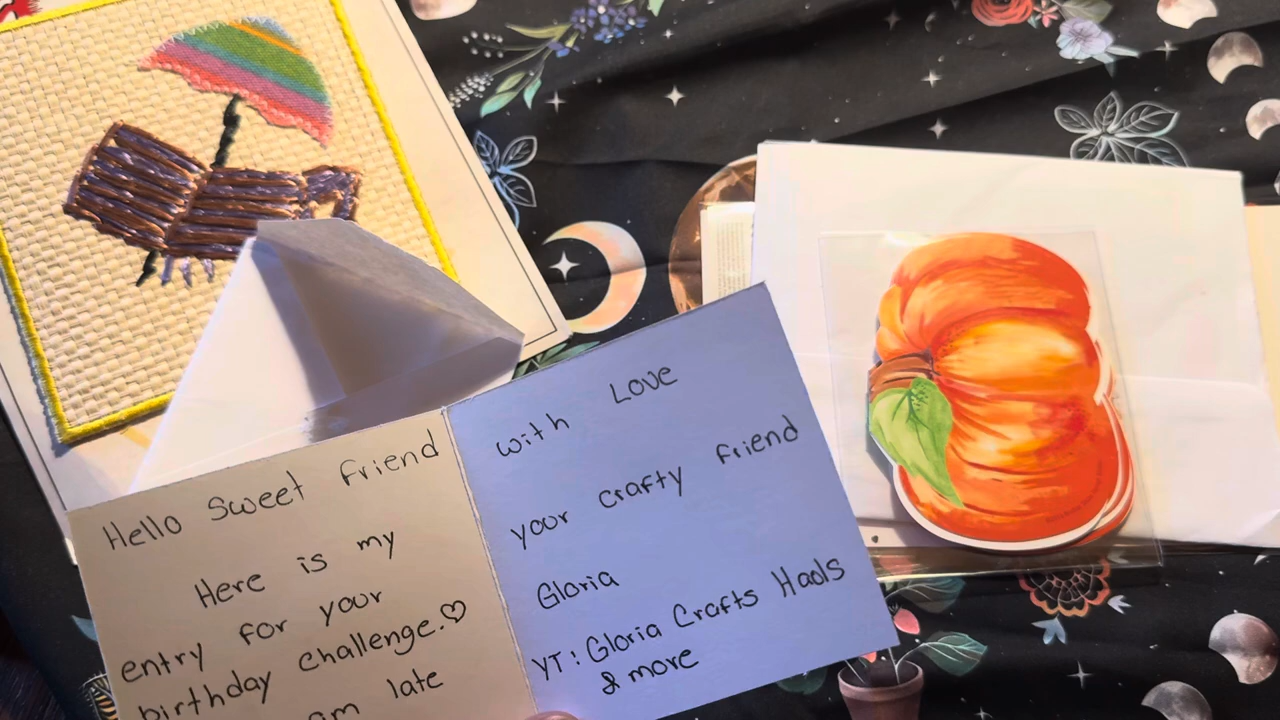 Hello Sweet friend
Here is my
entry for your
birthday challenge.♡
am late
with Love
your crafty friend
Gloria
YT: Gloria Crafts Hauls
& more